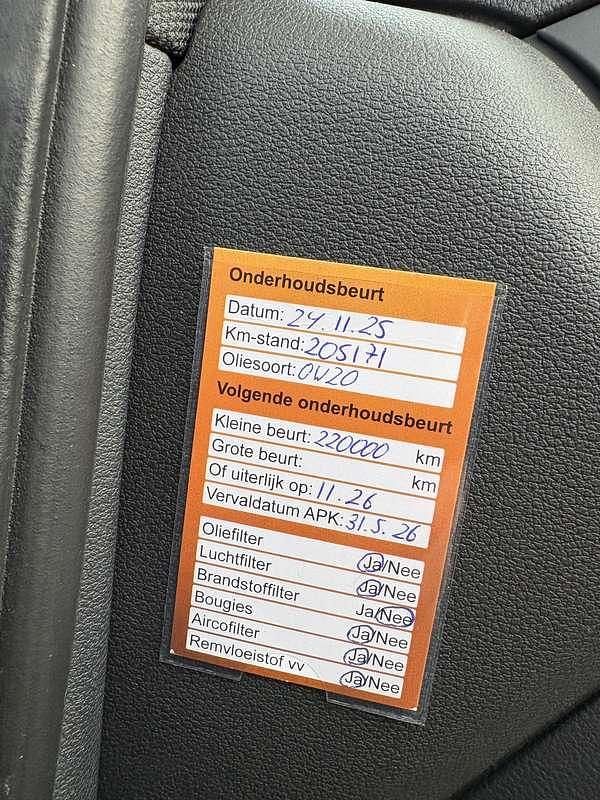 Onderhoudsbeurt
Datum: 24.11.25
Km-stand: 205171
Oliesoort: 0W20
Volgende onderhoudsbeurt
Kleine beurt: 220000 km
Grote beurt: km
Of uiterlijk op: 11.26
Vervaldatum APK: 31.5.26
Oliefilter Ja/Nee
Luchtfilter Ja/Nee
Brandstoffilter Ja/Nee
Bougies Ja/Nee
Aircofilter Ja/Nee
Remvloeistof vv Ja/Nee